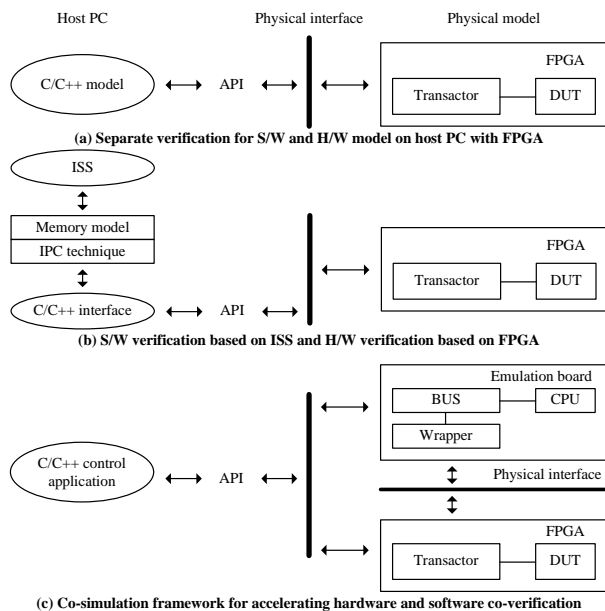 Host PC
Physical interface
Physical model
FPGA
C/C++ model
API
Transactor
DUT
(a) Separate verification for S/W and H/W model on host PC with FPGA
ISS
Memory model
IPC technique
FPGA
Transactor
DUT
C/C++ interface
API
(b) S/W verification based on ISS and H/W verification based on FPGA
Emulation board
BUS
CPU
Wrapper
C/C++ control
application
API
Physical interface
FPGA
Transactor
DUT
(c) Co-simulation framework for accelerating hardware and software co-verification